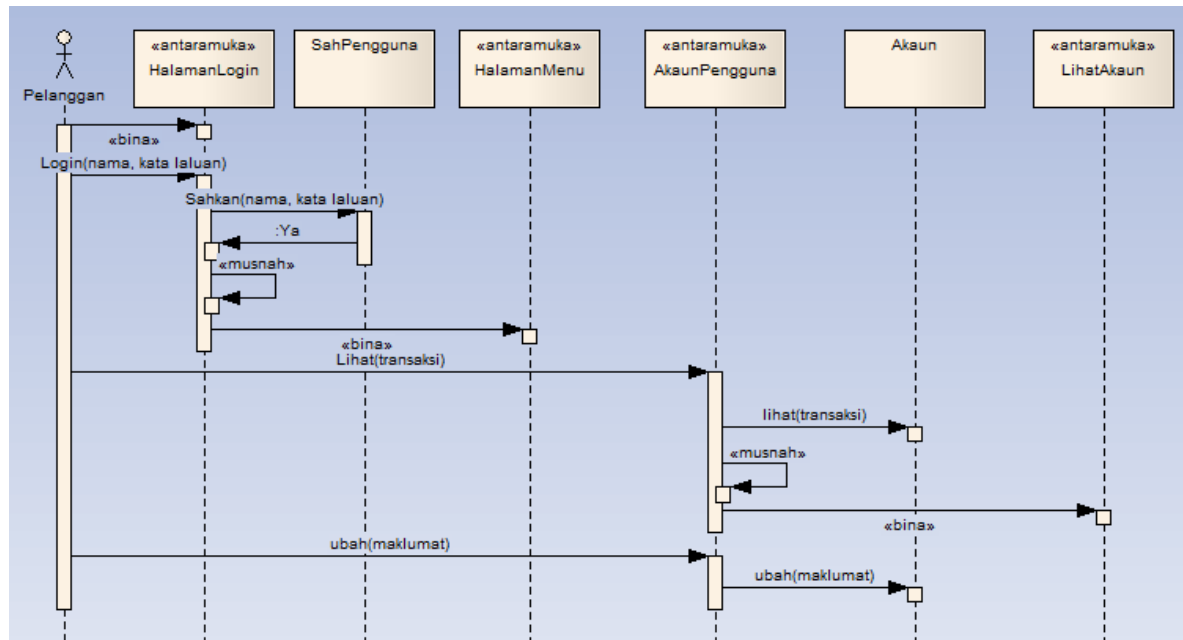 Pelanggan
«antaramuka»
HalamanLogin
SahPengguna
«antaramuka»
HalamanMenu
«antaramuka»
AkaunPengguna
Akaun
«antaramuka»
LihatAkaun
«bina»
Login(nama, kata laluan)
Sahkan(nama, kata laluan)
:Ya
«musnah»
«bina»
Lihat(transaksi)
lihat(transaksi)
«musnah»
«bina»
ubah(maklumat)
ubah(maklumat)